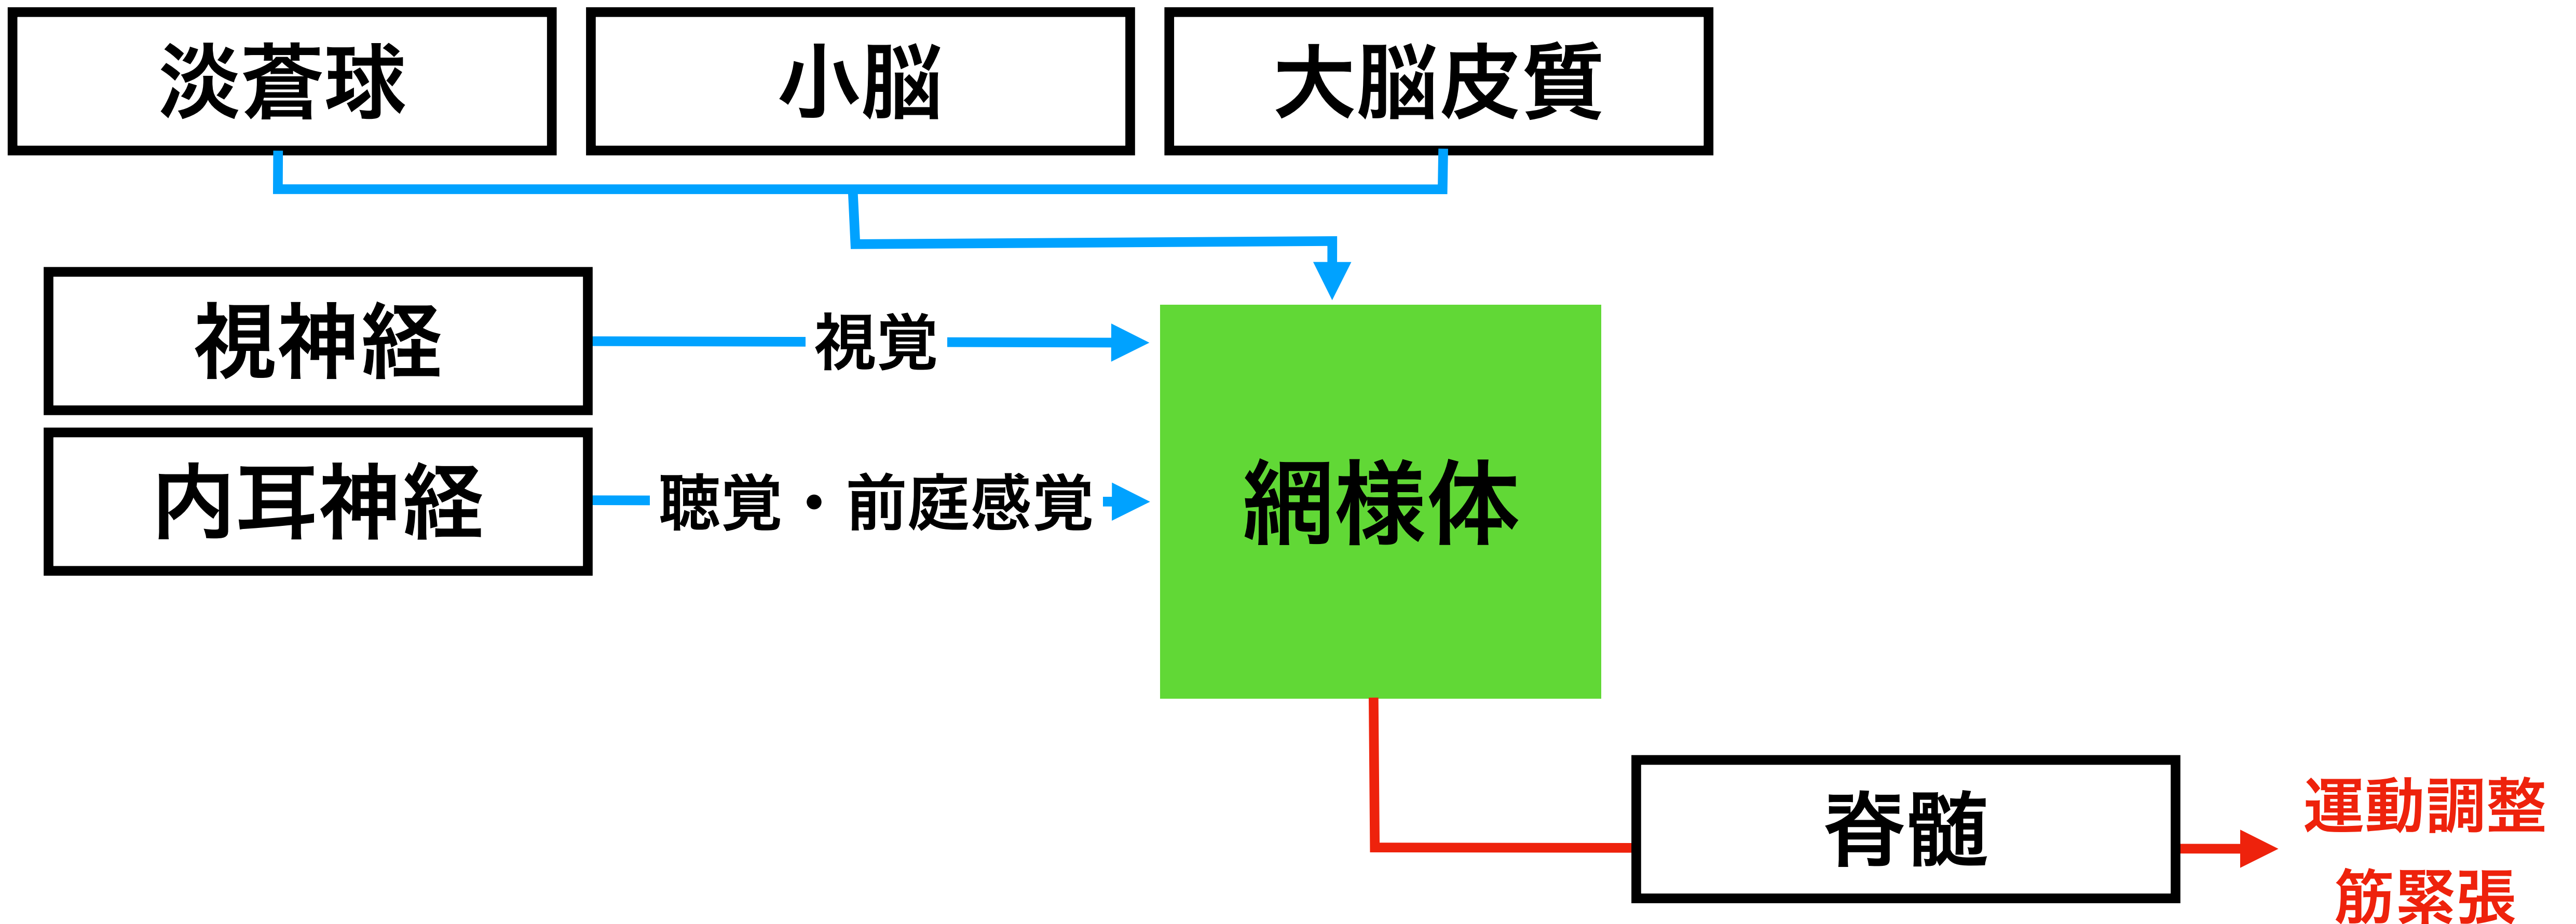 淡蒼球
小脳
大脳皮質
視神経
視覚
内耳神経
聴覚・前庭感覚
網様体
脊髄
運動調整
筋緊張